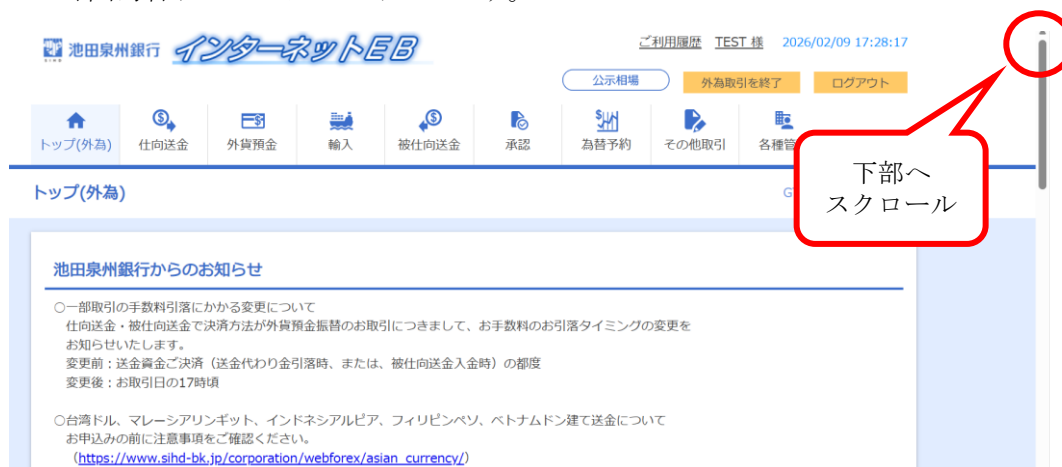 池田泉州銀行 インターネットEB
ご利用履歴 TEST 様 2026/02/09 17:28:17
公示相場 外為取引を終了 ログアウト
トップ(外為) 仕向送金 外貨預金 輸入 被仕向送金 承認 為替予約 その他取引 各種管
トップ(外為)
下部へ
スクロール
池田泉州銀行からのお知らせ
○一部取引の手数料引落にかかる変更について
仕向送金・被仕向送金で決済方法が外貨預金振替のお取引につきまして、お手数料のお引落タイミングの変更を
お知らせいたします。
変更前:送金資金ご決済(送金代わり金引落時、または、被仕向送金入金時)の都度
変更後:お取引日の17時頃
○台湾ドル、マレーシアリンギット、インドネシアルピア、フィリピンペソ、ベトナムドン建て送金について
お申込みの前に注意事項をご確認ください。
(https://www.sihd-bk.jp/corporation/webforex/asian_currency/)